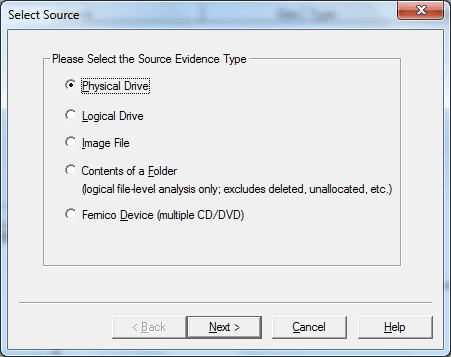 Select Source
Please Select the Source Evidence Type
Physical Drive
Logical Drive
Image File
Contents of a Folder
(logical file-level analysis only; excludes deleted, unallocated, etc.)
Fernico Device (multiple CD/DVD)
< Back
Next >
Cancel
Help